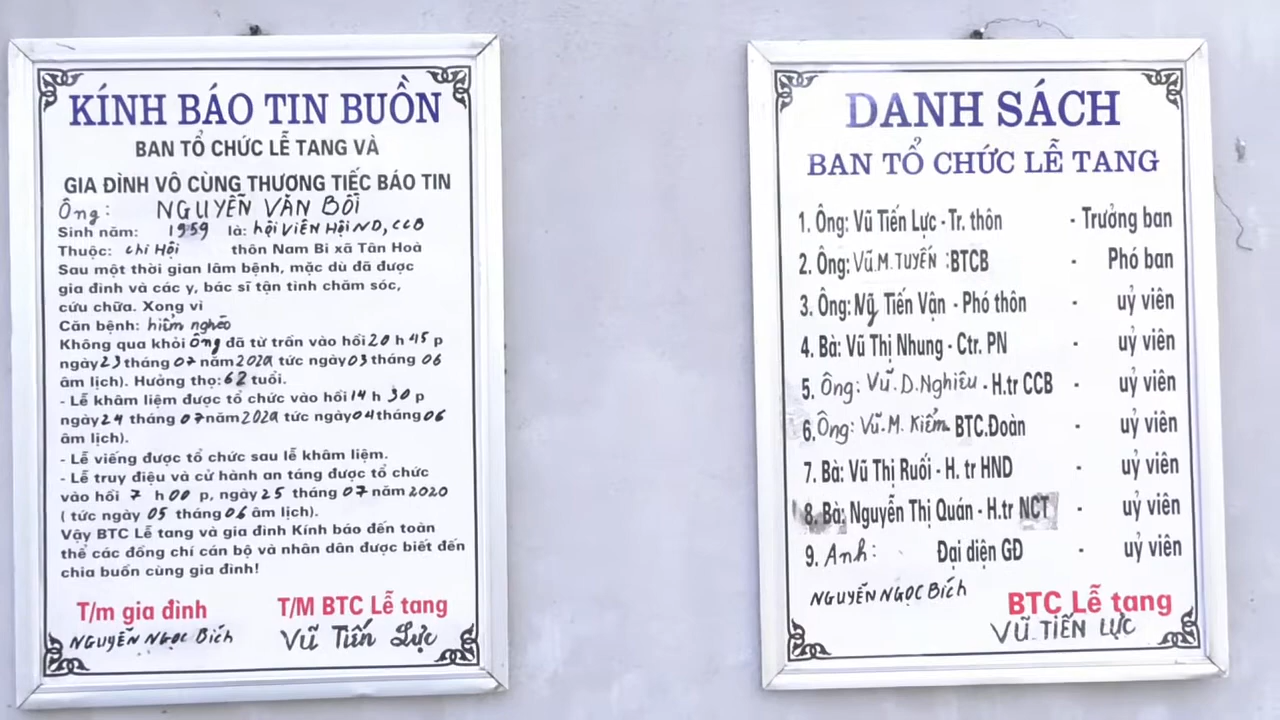 KÍNH BÁO TIN BUỒN
BAN TỔ CHỨC LỄ TANG VÀ
GIA ĐÌNH VÔ CÙNG THƯƠNG TIẾC BÁO TIN
Ông: NGUYỄN VĂN BÔI
Sinh năm: 1959 là: hội viên Hội ND, CCB
Thuộc: chi Hội thôn Nam Bi xã Tân Hoà
Sau một thời gian lâm bệnh, mặc dù đã được
gia đình và các y, bác sĩ tận tình chăm sóc,
cứu chữa. Xong vì
Căn bệnh: hiểm nghèo
Không qua khỏi Ông đã từ trần vào hồi 20 h 45 p
ngày 23 tháng 07 năm 2020 tức ngày 03 tháng 06
âm lịch). Hưởng thọ: 62 tuổi.
- Lễ khâm liệm được tổ chức vào hồi 14 h 30 p
ngày 24 tháng 07 năm 2020 tức ngày 04 tháng 06
âm lịch).
- Lễ viếng được tổ chức sau lễ khâm liệm.
- Lễ truy điệu và cử hành an táng được tổ chức
vào hồi 7 h 00 p, ngày 25 tháng 07 năm 2020
( tức ngày 05 tháng 06 âm lịch).
Vậy BTC Lễ tang và gia đình Kính báo đến toàn
thể các đồng chí cán bộ và nhân dân được biết đến
chia buồn cùng gia đình!
T/m gia đình T/M BTC Lễ tang
NGUYỄN NGỌC Bích Vũ Tiến Lực
DANH SÁCH
BAN TỔ CHỨC LỄ TANG
1. Ông: Vũ Tiến Lực - Tr. thôn - Trưởng ban
2. Ông: Vũ.M.TUYẾN :BTCB - Phó ban
3. Ông: Ng̃ Tiến Vận - Phó thôn - uỷ viên
4. Bà: Vũ Thị Nhung - Ctr. PN - uỷ viên
5. Ông: Vũ.D.Nghiêu - H.tr CCB - uỷ viên
6. Ông: Vũ.M.Kiểm BTC.Đoàn - uỷ viên
7. Bà: Vũ Thị Ruối - H. tr HND - uỷ viên
8. Bà: Nguyễn Thị Quán - H.tr NCT - uỷ viên
9. Anh: Đại diện GĐ - uỷ viên
NGUYỄN NGỌC Bích
BTC Lễ tang
VŨ TIẾN LỰC